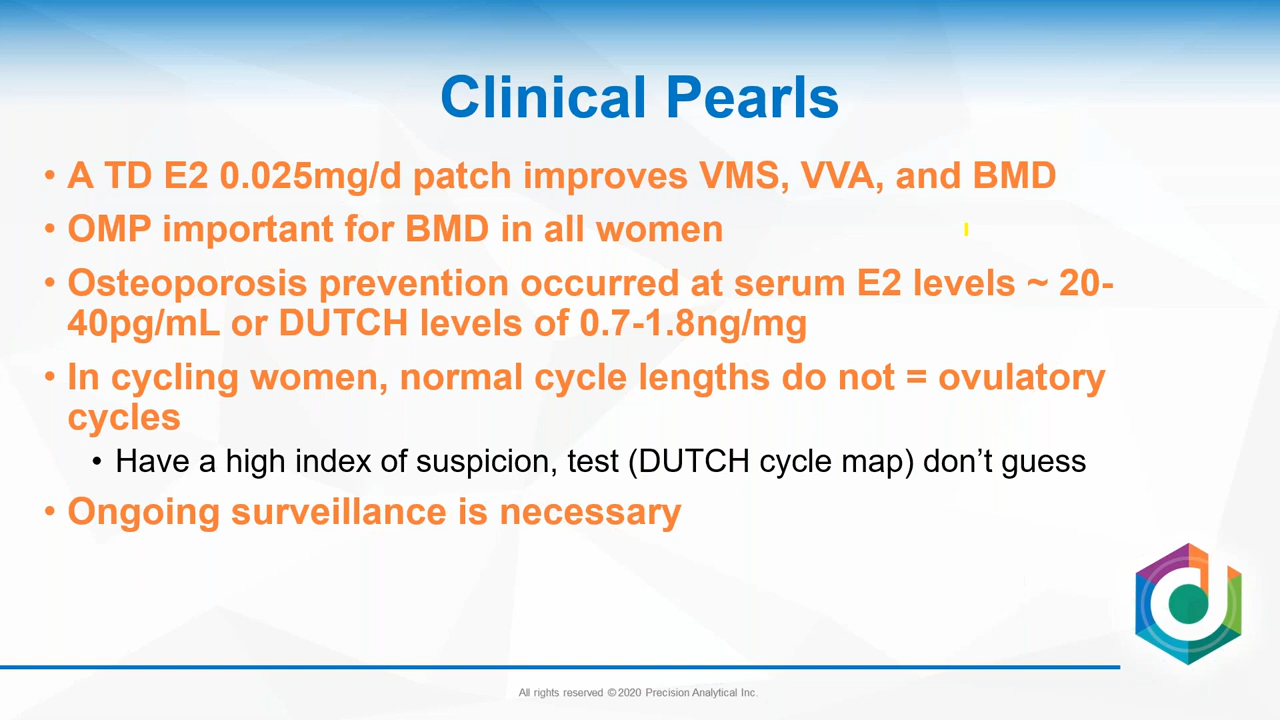 Clinical Pearls
• A TD E2 0.025mg/d patch improves VMS, VVA, and BMD
• OMP important for BMD in all women
• Osteoporosis prevention occurred at serum E2 levels ~ 20-
40pg/mL or DUTCH levels of 0.7-1.8ng/mg
• In cycling women, normal cycle lengths do not = ovulatory
cycles
• Have a high index of suspicion, test (DUTCH cycle map) don’t guess
• Ongoing surveillance is necessary
All rights reserved ©2020 Precision Analytical Inc.